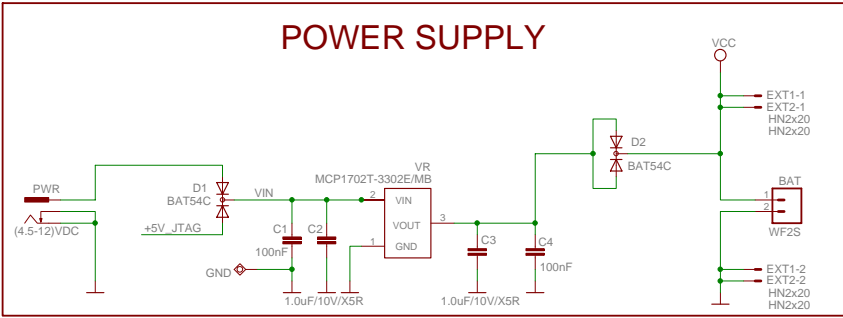 POWER SUPPLY
VCC
EXT1-1
EXT2-1
HN2x20
HN2x20
D2
BAT54C
VR
MCP1702T-3302E/MB
PWR
D1
BAT54C
VIN
2
VIN
BAT
1
2
WF2S
(4.5-12)VDC
+5V_JTAG
C1
C2
100nF
VOUT
3
1
GND
C3
C4
100nF
GND
EXT1-2
EXT2-2
HN2x20
HN2x20
1.0uF/10V/X5R
1.0uF/10V/X5R